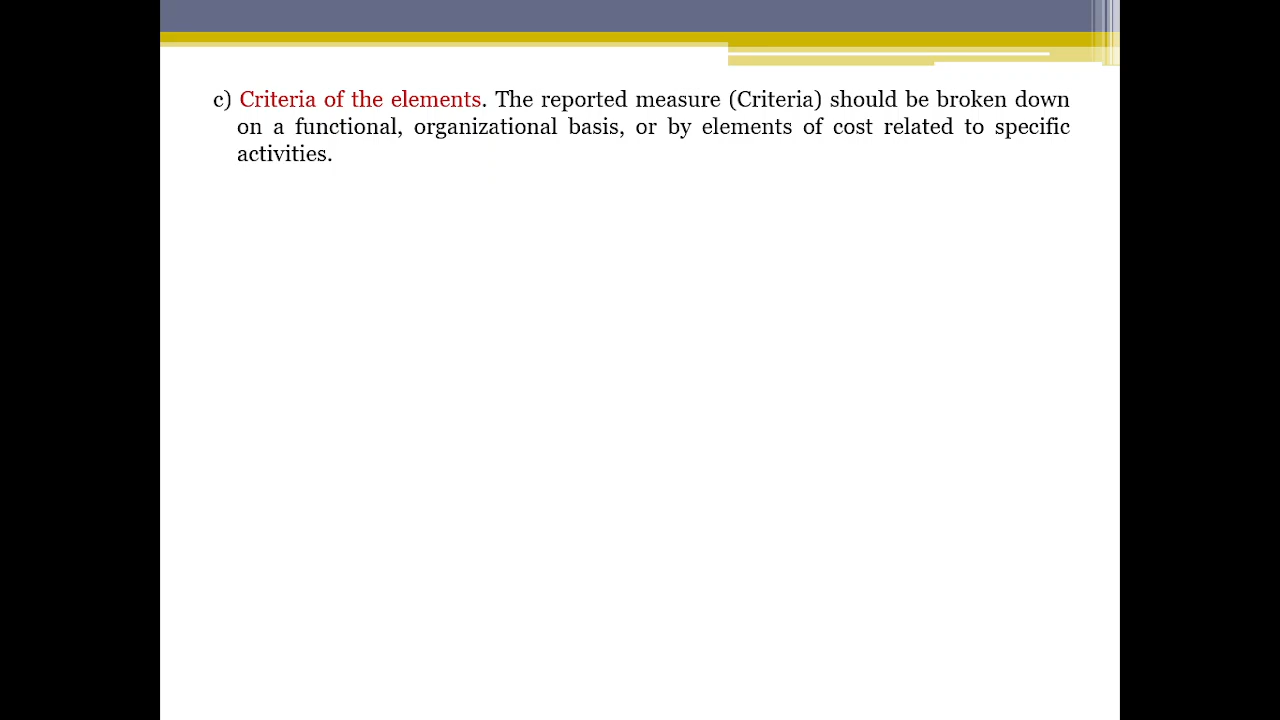 c) Criteria of the elements. The reported measure (Criteria) should be broken down
on a functional, organizational basis, or by elements of cost related to specific
activities.